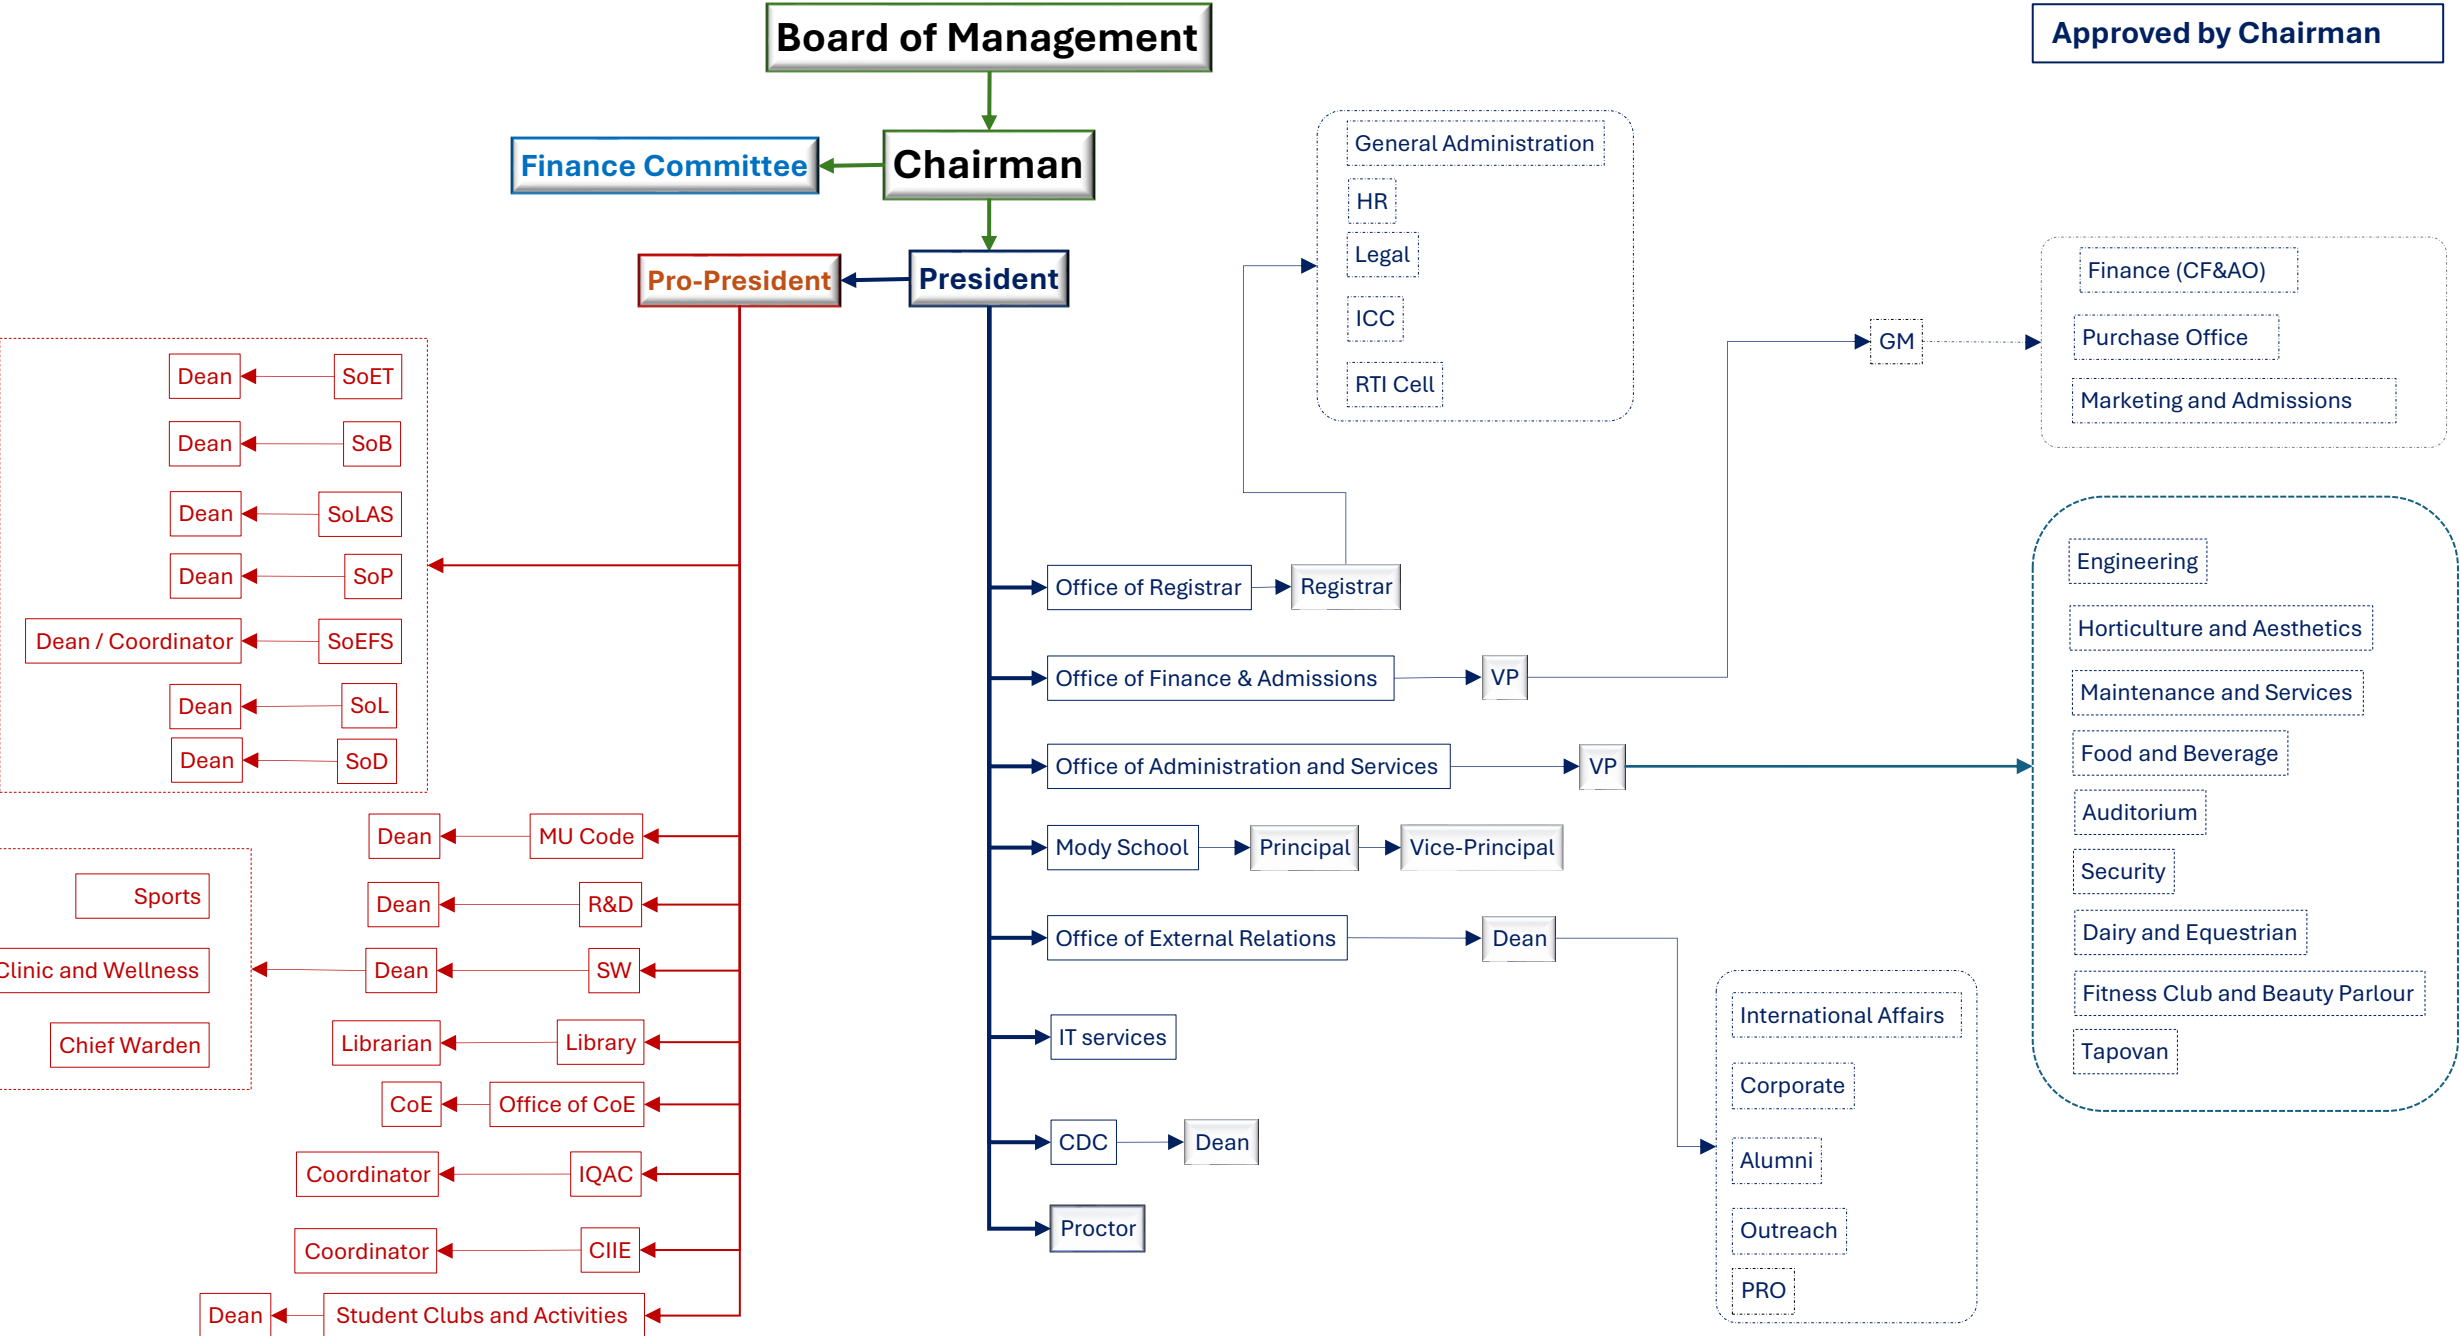 Board of Management
Approved by Chairman
Finance Committee
Chairman
Pro-President
President
General Administration
HR
Legal
ICC
RTI Cell
GM
Finance (CF&AO)
Purchase Office
Marketing and Admissions
Dean
SoET
Dean
SoB
Dean
SoLAS
Dean
SoP
Dean / Coordinator
SoEFS
Dean
SoL
Dean
SoD
Dean
MU Code
Dean
R&D
Sports
Clinic and Wellness
Chief Warden
Dean
SW
Librarian
Library
CoE
Office of CoE
Coordinator
IQAC
Coordinator
CIIE
Dean
Student Clubs and Activities
Office of Registrar
Registrar
Office of Finance & Admissions
VP
Office of Administration and Services
VP
Mody School
Principal
Vice-Principal
Office of External Relations
Dean
IT services
CDC
Dean
Proctor
Engineering
Horticulture and Aesthetics
Maintenance and Services
Food and Beverage
Auditorium
Security
Dairy and Equestrian
Fitness Club and Beauty Parlour
Tapovan
International Affairs
Corporate
Alumni
Outreach
PRO